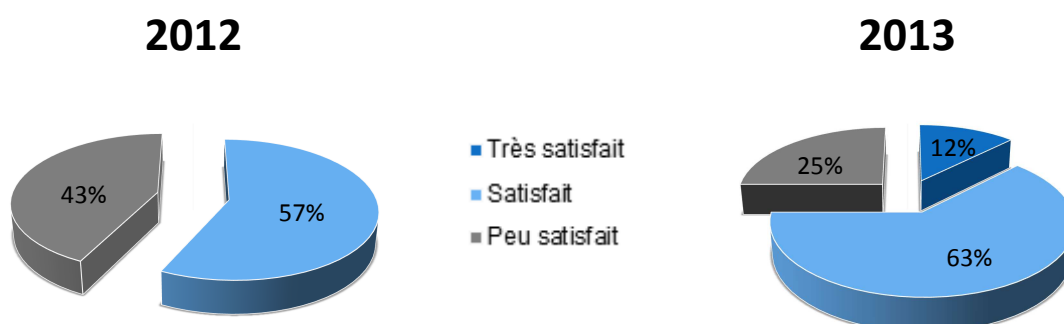 2012
2013
43%
57%
Très satisfait
Satisfait
Peu satisfait
25%
12%
63%